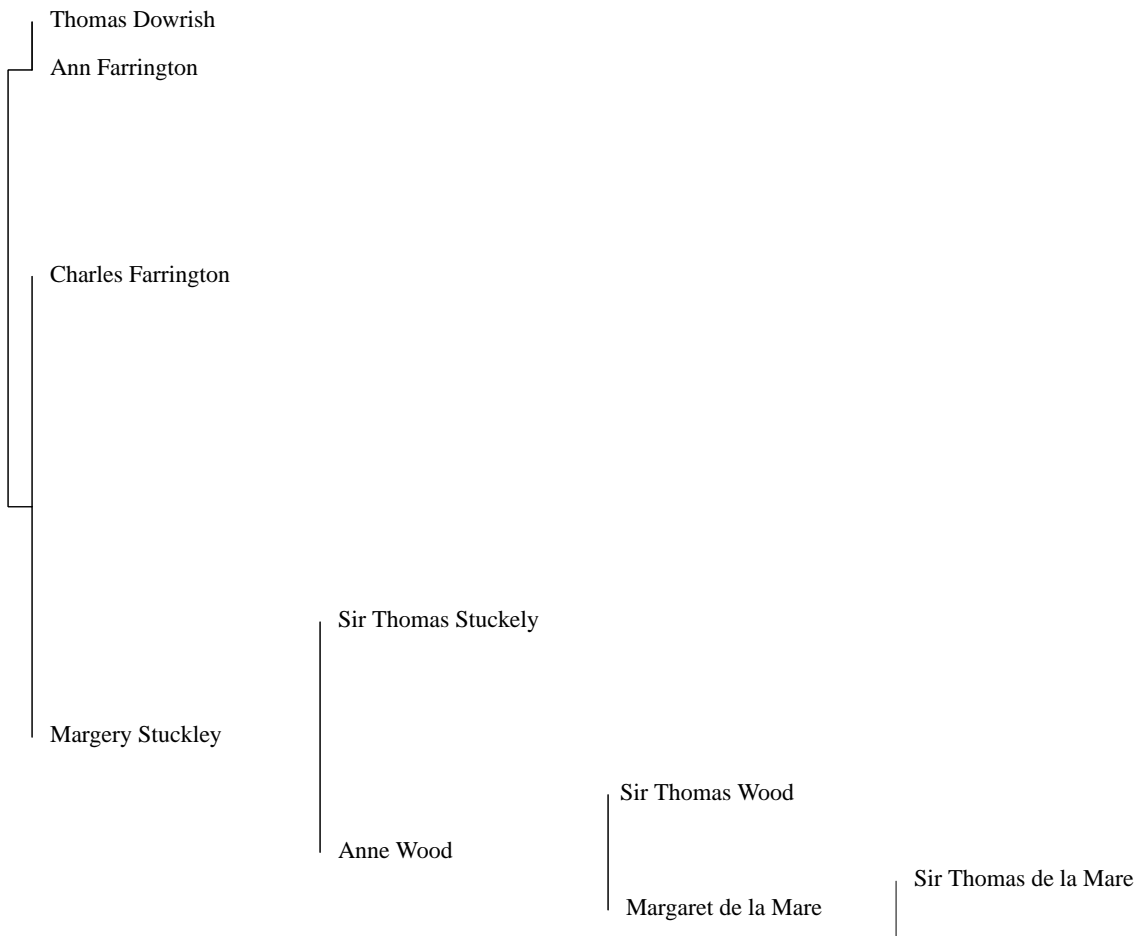 Thomas Dowrish
Ann Farrington
Charles Farrington
Sir Thomas Stuckely
Margery Stuckley
Sir Thomas Wood
Anne Wood
Sir Thomas de la Mare
Margaret de la Mare